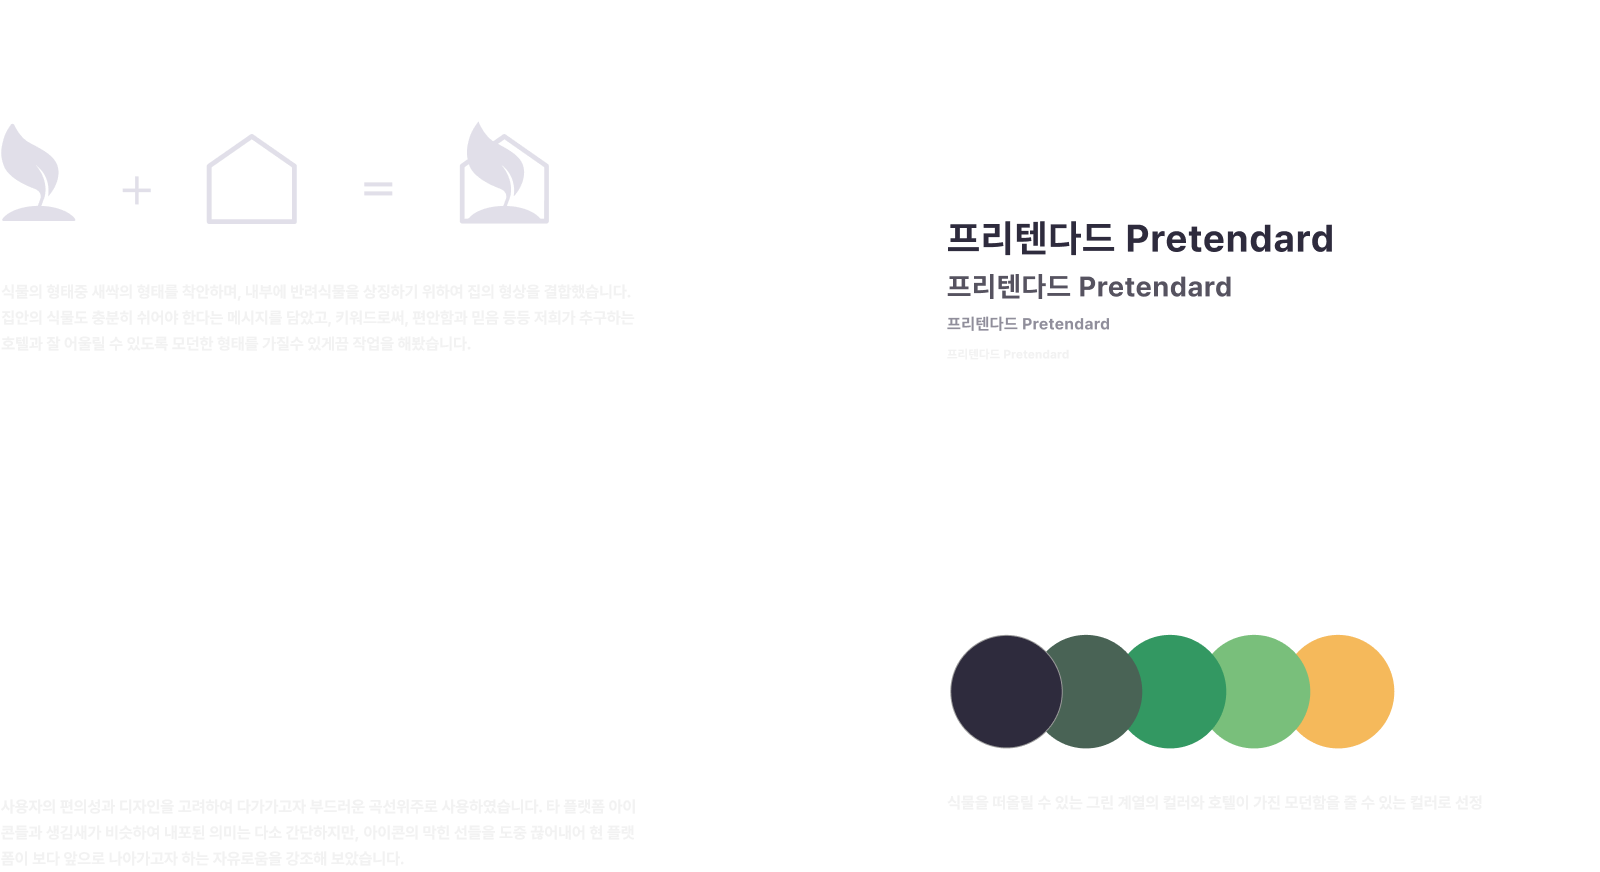 +
=
식물의 형태중 새싹의 형태를 착안하며, 내부에 반려식물을 상징하기 위하여 집의 형상을 결합했습니다.
집안의 식물도 충분히 쉬어야 한다는 메시지를 담았고, 키워드로써, 편안함과 믿음 등등 저희가 추구하는
호텔과 잘 어울릴 수 있도록 모던한 형태를 가질수 있게끔 작업을 해봤습니다.
프리텐다드 Pretendard
프리텐다드 Pretendard
프리텐다드 Pretendard
프리텐다드 Pretendard
사용자의 편의성과 디자인을 고려하여 다가가고자 부드러운 곡선위주로 사용하였습니다. 타 플랫폼 아이
콘들과 생김새가 비슷하여 내포된 의미는 다소 간단하지만, 아이콘의 막힌 선들을 도중 끊어내어 현 플랫
폼이 보다 앞으로 나아가고자 하는 자유로움을 강조해 보았습니다.
식물을 떠올릴 수 있는 그린 계열의 컬러와 호텔이 가진 모던함을 줄 수 있는 컬러로 선정